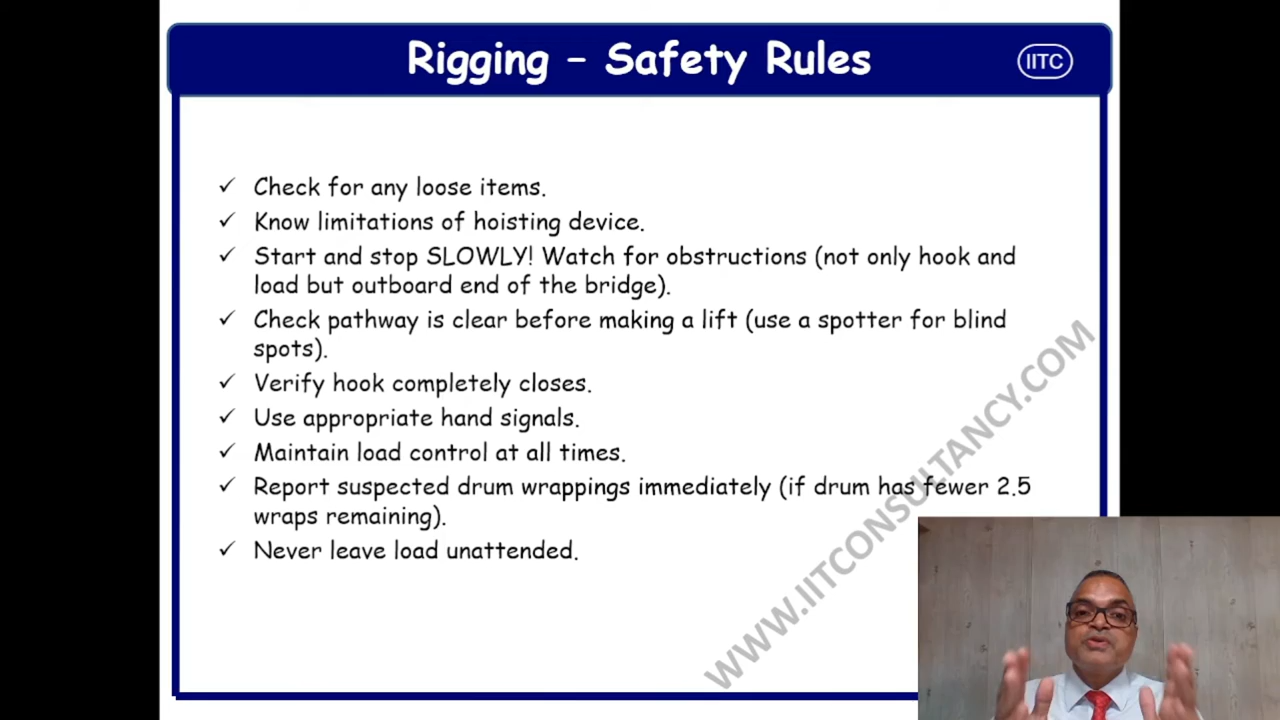 Rigging – Safety Rules
IITC
✓ Check for any loose items.
✓ Know limitations of hoisting device.
✓ Start and stop SLOWLY! Watch for obstructions (not only hook and
load but outboard end of the bridge).
✓ Check pathway is clear before making a lift (use a spotter for blind
spots).
✓ Verify hook completely closes.
✓ Use appropriate hand signals.
✓ Maintain load control at all times.
✓ Report suspected drum wrappings immediately (if drum has fewer 2.5
wraps remaining).
✓ Never leave load unattended.
WWW.IITCONSULTANCY.COM